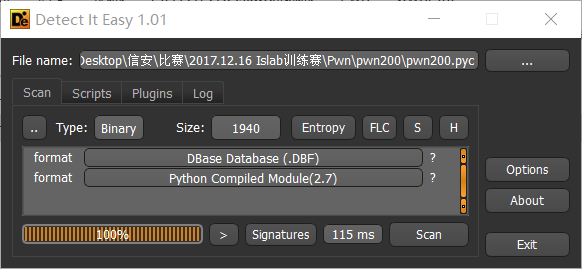 Detect It Easy 1.01
File name: Desktop\信安\比赛\2017.12.16 Islab训练赛\Pwn\pwn200\pwn200.pyc ...
Scan Scripts Plugins Log
.. Type: Binary Size: 1940 Entropy FLC S H
format DBase Database (.DBF) ?
format Python Compiled Module(2.7) ?
Options
About
100% > Signatures 115 ms Scan
Exit